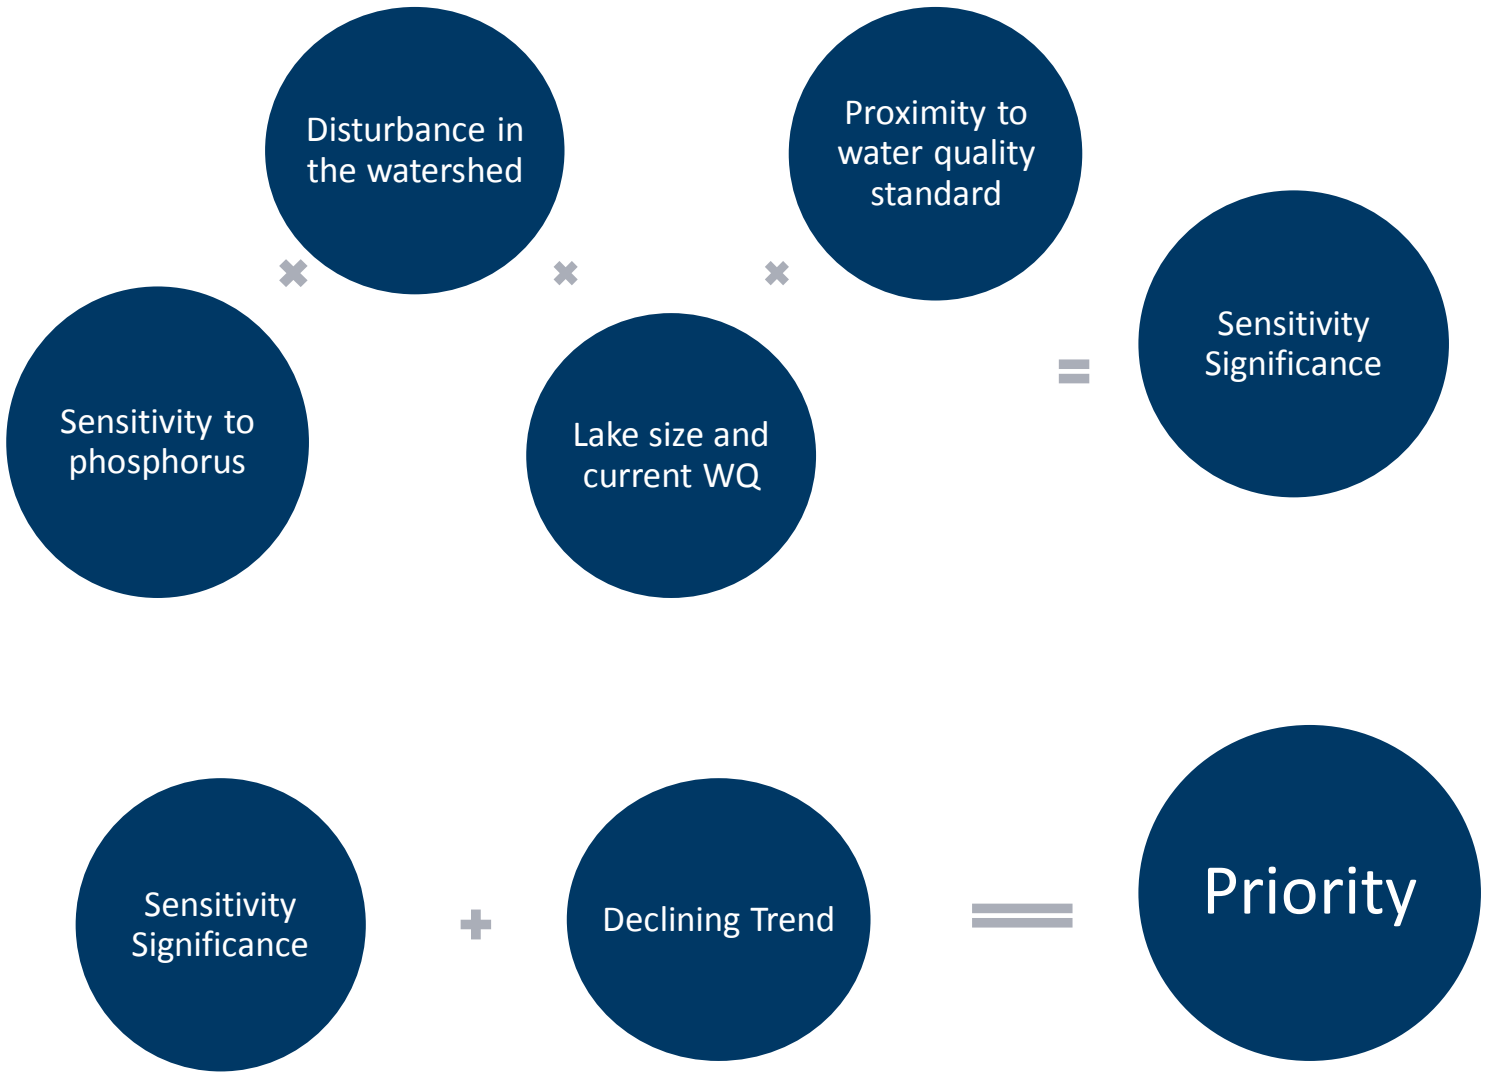 Sensitivity to
phosphorus
Disturbance in
the watershed
Lake size and
current WQ
Proximity to
water quality
standard
Sensitivity
Significance
Sensitivity
Significance
Declining Trend
Priority